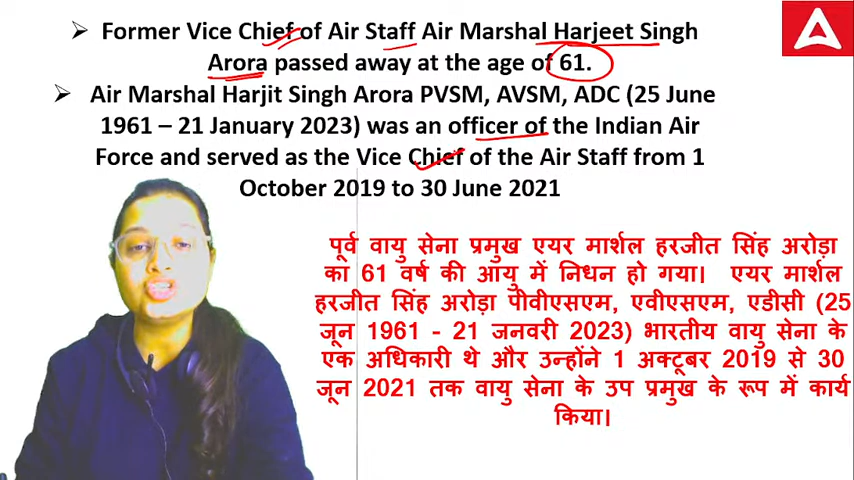 ➢ Former Vice Chief of Air Staff Air Marshal Harjeet Singh
Arora passed away at the age of 61.
➢ Air Marshal Harjit Singh Arora PVSM, AVSM, ADC (25 June
1961 – 21 January 2023) was an officer of the Indian Air
Force and served as the Vice Chief of the Air Staff from 1
October 2019 to 30 June 2021
पूर्व वायु सेना प्रमुख एयर मार्शल हरजीत सिंह अरोड़ा
का 61 वर्ष की आयु में निधन हो गया। एयर मार्शल
हरजीत सिंह अरोड़ा पीवीएसएम, एवीएसएम, एडीसी (25
जून 1961 - 21 जनवरी 2023) भारतीय वायु सेना के
एक अधिकारी थे और उन्होंने 1 अक्टूबर 2019 से 30
जून 2021 तक वायु सेना के उप प्रमुख के रूप में कार्य
किया।